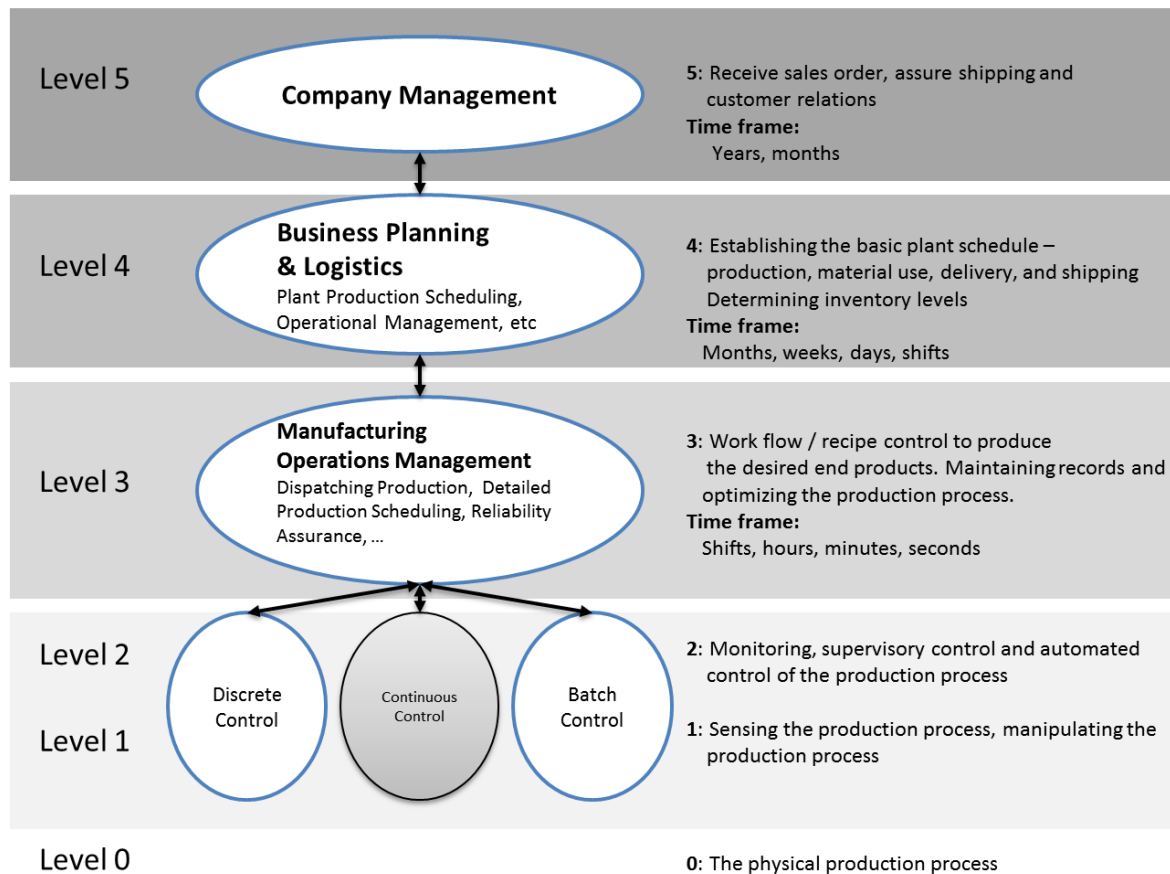 Level 5
Company Management
5: Receive sales order, assure shipping and
customer relations
Time frame:
Years, months
Level 4
Business Planning
& Logistics
Plant Production Scheduling,
Operational Management, etc
4: Establishing the basic plant schedule –
production, material use, delivery, and shipping
Determining inventory levels
Time frame:
Months, weeks, days, shifts
Level 3
Manufacturing
Operations Management
Dispatching Production, Detailed
Production Scheduling, Reliability
Assurance, ...
3: Work flow / recipe control to produce
the desired end products. Maintaining records and
optimizing the production process.
Time frame:
Shifts, hours, minutes, seconds
Level 2
Level 1
Discrete
Control
Continuous
Control
Batch
Control
2: Monitoring, supervisory control and automated
control of the production process
1: Sensing the production process, manipulating the
production process
Level 0
0: The physical production process